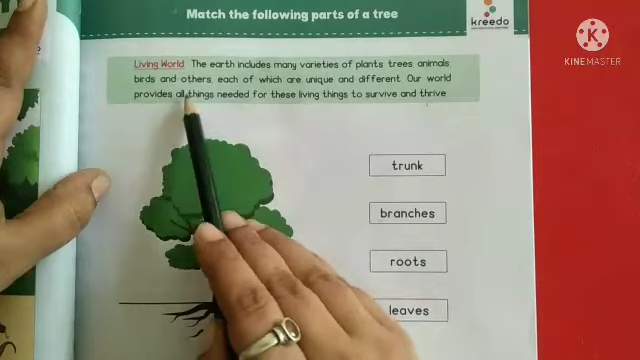 Match the following parts of a tree
kreedo
Living World The earth includes many varieties of plants trees animals
birds and others each of which are unique and different Our world
provides all things needed for these living things to survive and thrive
trunk
branches
roots
leaves
K
KINEMASTER